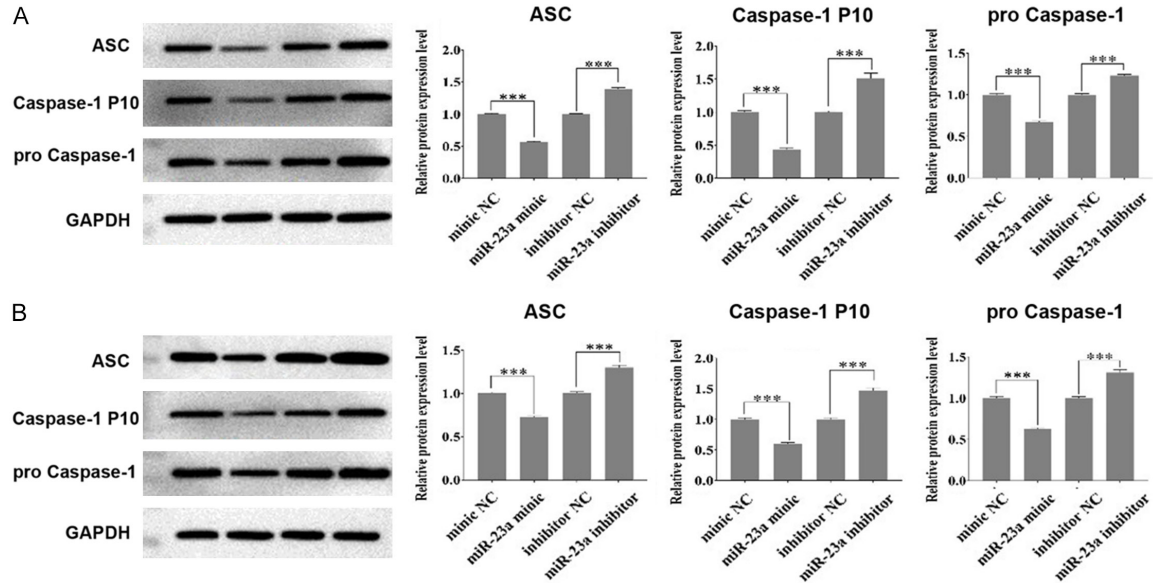 A
ASC
Caspase-1 P10
pro Caspase-1
GAPDH
ASC
Relative protein expression level
2.0
1.5
1.0
0.5
0.0
***
***
minic NC
miR-23a minic
inhibitor NC
miR-23a inhibitor
Caspase-1 P10
Relative protein expression level
2.0
1.5
1.0
0.5
0.0
***
***
minic NC
miR-23a minic
inhibitor NC
miR-23a inhibitor
pro Caspase-1
Relative protein expression level
1.5
1.0
0.5
0.0
***
***
minic NC
miR-23a minic
inhibitor NC
miR-23a inhibitor
B
ASC
Caspase-1 P10
pro Caspase-1
GAPDH
ASC
Relative protein expression level
1.5
1.0
0.5
0.0
***
***
minic NC
miR-23a minic
inhibitor NC
miR-23a inhibitor
Caspase-1 P10
Relative protein expression level
2.0
1.5
1.0
0.5
0.0
***
***
minic NC
miR-23a minic
inhibitor NC
miR-23a inhibitor
pro Caspase-1
Relative protein expression level
1.5
1.0
0.5
0.0
***
***
minic NC
miR-23a minic
inhibitor NC
miR-23a inhibitor